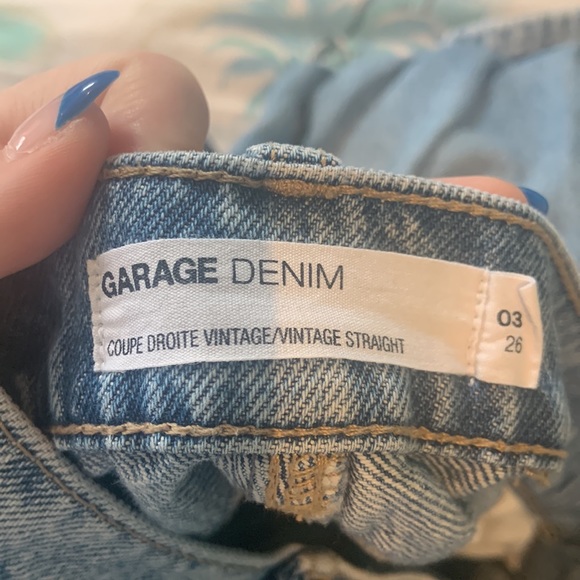 GARAGE DENIM
COUPE DROITE VINTAGE/VINTAGE STRAIGHT
03
26